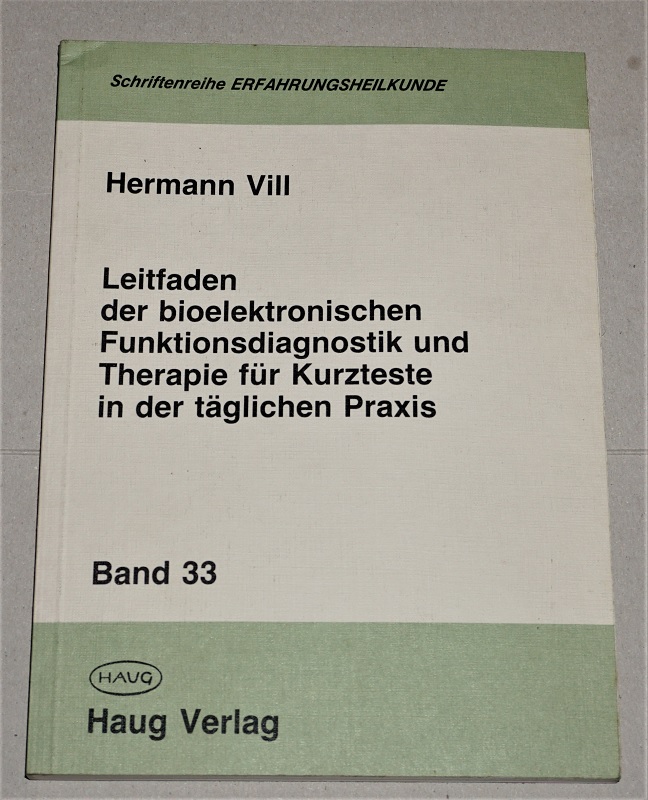 Schriftenreihe ERFAHRUNGSHEILKUNDE
Hermann Vill
Leitfaden
der bioelektronischen
Funktionsdiagnostik und
Therapie für Kurzteste
in der täglichen Praxis
Band 33
HAUG
Haug Verlag